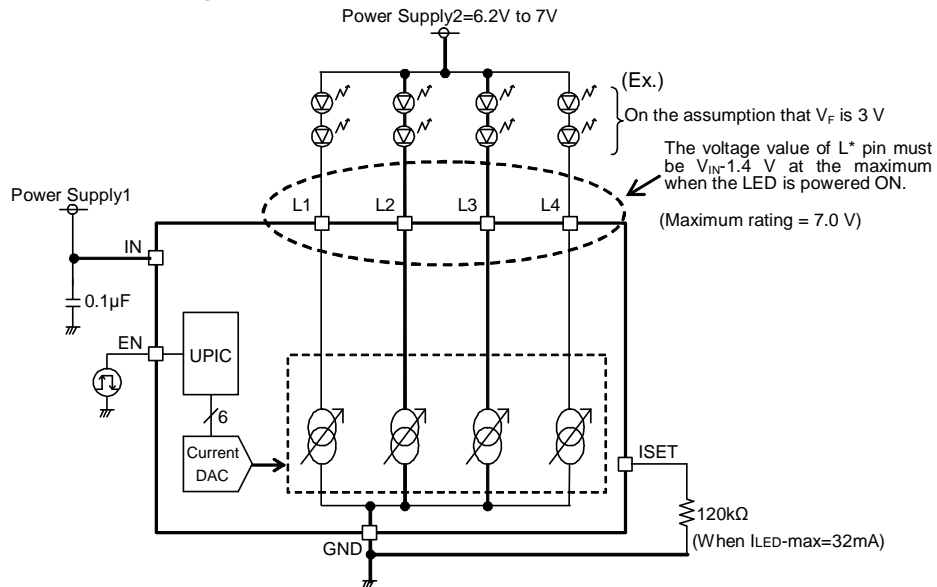 Power Supply2=6.2V to 7V
(Ex.)
On the assumption that VF is 3 V
The voltage value of L* pin must
be VIN-1.4 V at the maximum
when the LED is powered ON.
(Maximum rating = 7.0 V)
Power Supply1
L1 L2 L3 L4
IN
0.1µF
EN
UPIC
6
Current
DAC
ISET
120kΩ
(When ILED-max=32mA)
GND